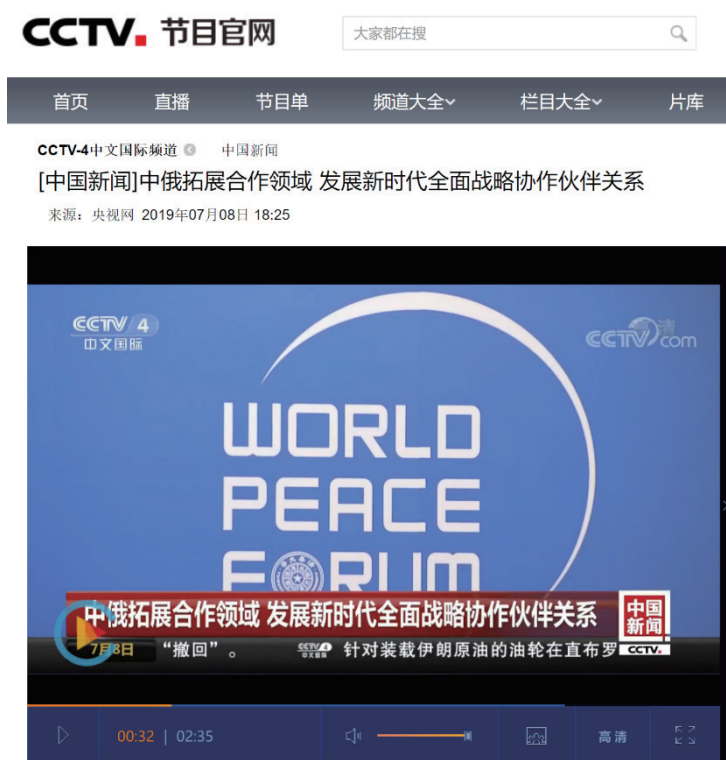 CCTV. 节目官网
大家都在搜
首页 直播 节目单 频道大全 栏目大全 片库
CCTV-4中文国际频道 中国新闻
[中国新闻]中俄拓展合作领域 发展新时代全面战略协作伙伴关系
来源：央视网 2019年07月08日 18:25
CCTV 4
中文国际
CCTV com
WORLD
PEACE
FORUM
中俄拓展合作领域 发展新时代全面战略协作伙伴关系
中国
新闻
7月8日 “撤回”。 CCTV4 中文国际 针对装载伊朗原油的油轮在直布罗
CCTV.
00:32 | 02:35 高清